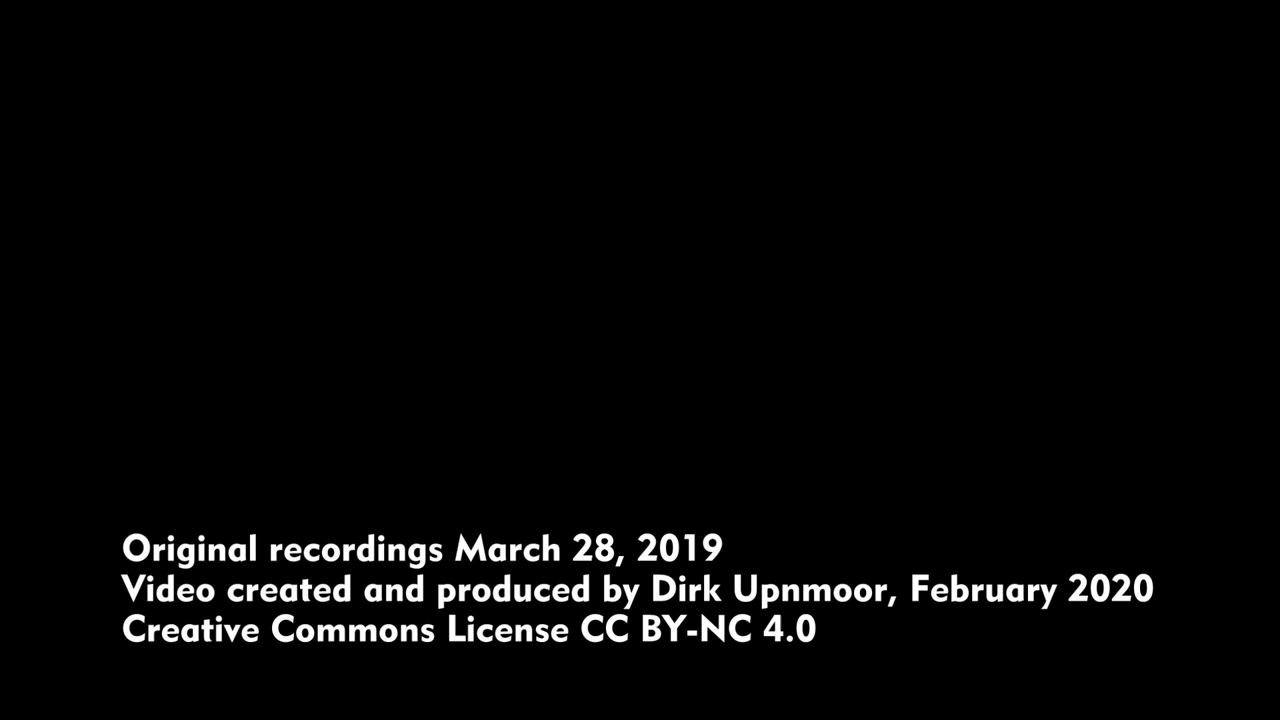 Original recordings March 28, 2019
Video created and produced by Dirk Upnmoor, February 2020
Creative Commons License CC BY-NC 4.0